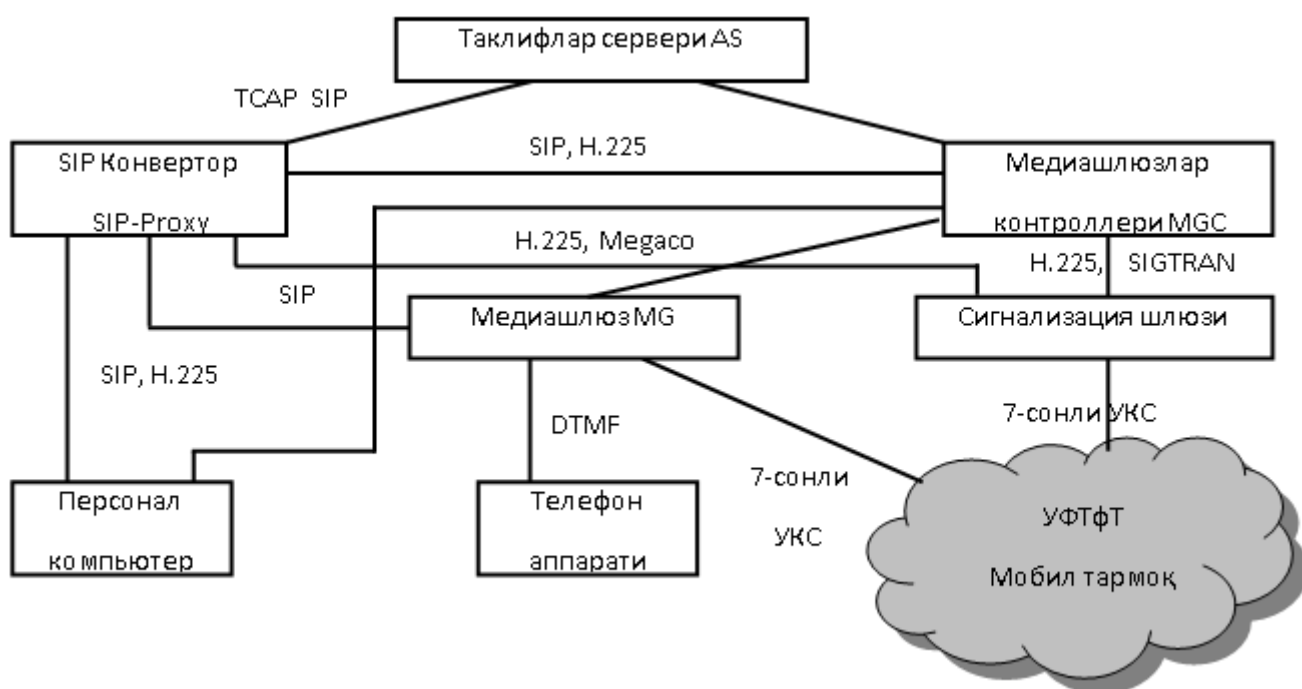 Таклифлар сервери AS
TCAP SIP
SIP, H.225
SIP Конвертор
SIP-Proxy
Медиашлюзлар
контроллери MGC
H.225, Megaco
H.225, SIGTRAN
SIP
Медиашлюз MG
Сигнализация шлюзи
SIP, H.225
DTMF
7-сонли УКС
7-сонли
УКС
Персонал
компьютер
Телефон
аппарати
УФТфТ
Мобил тармоқ